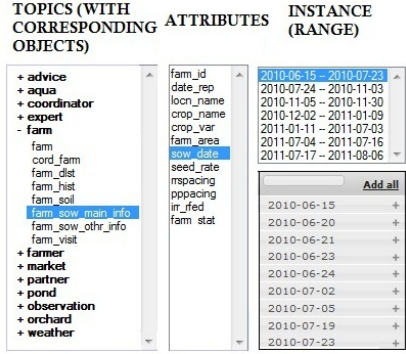 TOPICS (WITH CORRESPONDING OBJECTS)
+ advice
+ aqua
+ coordinator
+ expert
- farm
farm
cord_farm
farm_dlst
farm_hist
farm_soil
farm_sow_main_info
farm_sow_othr_info
farm_visit
+ farmer
+ market
+ partner
+ pond
+ observation
+ orchard
+ weather
ATTRIBUTES
farm_id
date_rep
locn_name
crop_name
crop_var
farm_area
sow_date
seed_rate
rrspacing
pppacing
irr_rfed
farm_stat
INSTANCE (RANGE)
2010-06-15 -- 2010-07-23
2010-07-24 -- 2010-11-03
2010-11-05 -- 2010-11-30
2010-12-02 -- 2011-01-09
2011-01-11 -- 2011-07-03
2011-07-04 -- 2011-07-16
2011-07-17 -- 2011-08-06
Add all
2010-06-15 +
2010-06-20 +
2010-06-21 +
2010-06-23 +
2010-06-24 +
2010-07-02 +
2010-07-05 +
2010-07-19 +
2010-07-23 +